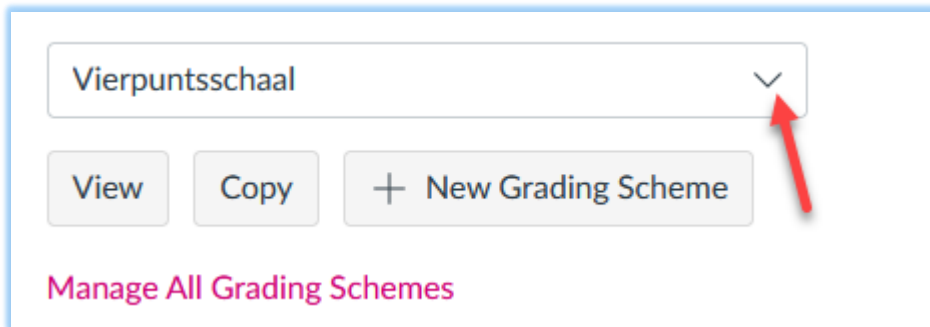 Vierpuntsschaal
View Copy + New Grading Scheme
Manage All Grading Schemes